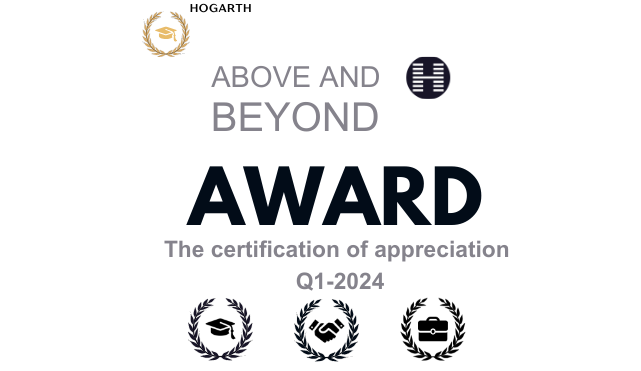 HOGARTH
ABOVE AND
BEYOND
H
AWARD
The certification of appreciation
Q1-2024